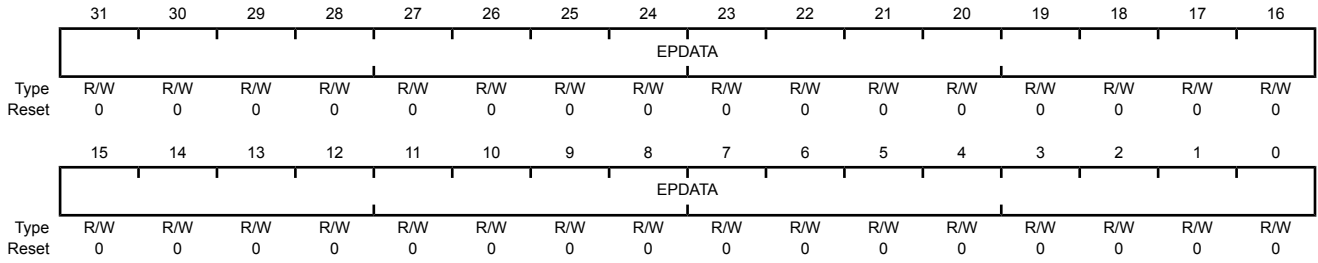 31 30 29 28 27 26 25 24 23 22 21 20 19 18 17 16
EPDATA
Type R/W R/W R/W R/W R/W R/W R/W R/W R/W R/W R/W R/W R/W R/W R/W R/W
Reset 0 0 0 0 0 0 0 0 0 0 0 0 0 0 0 0
15 14 13 12 11 10 9 8 7 6 5 4 3 2 1 0
EPDATA
Type R/W R/W R/W R/W R/W R/W R/W R/W R/W R/W R/W R/W R/W R/W R/W R/W
Reset 0 0 0 0 0 0 0 0 0 0 0 0 0 0 0 0